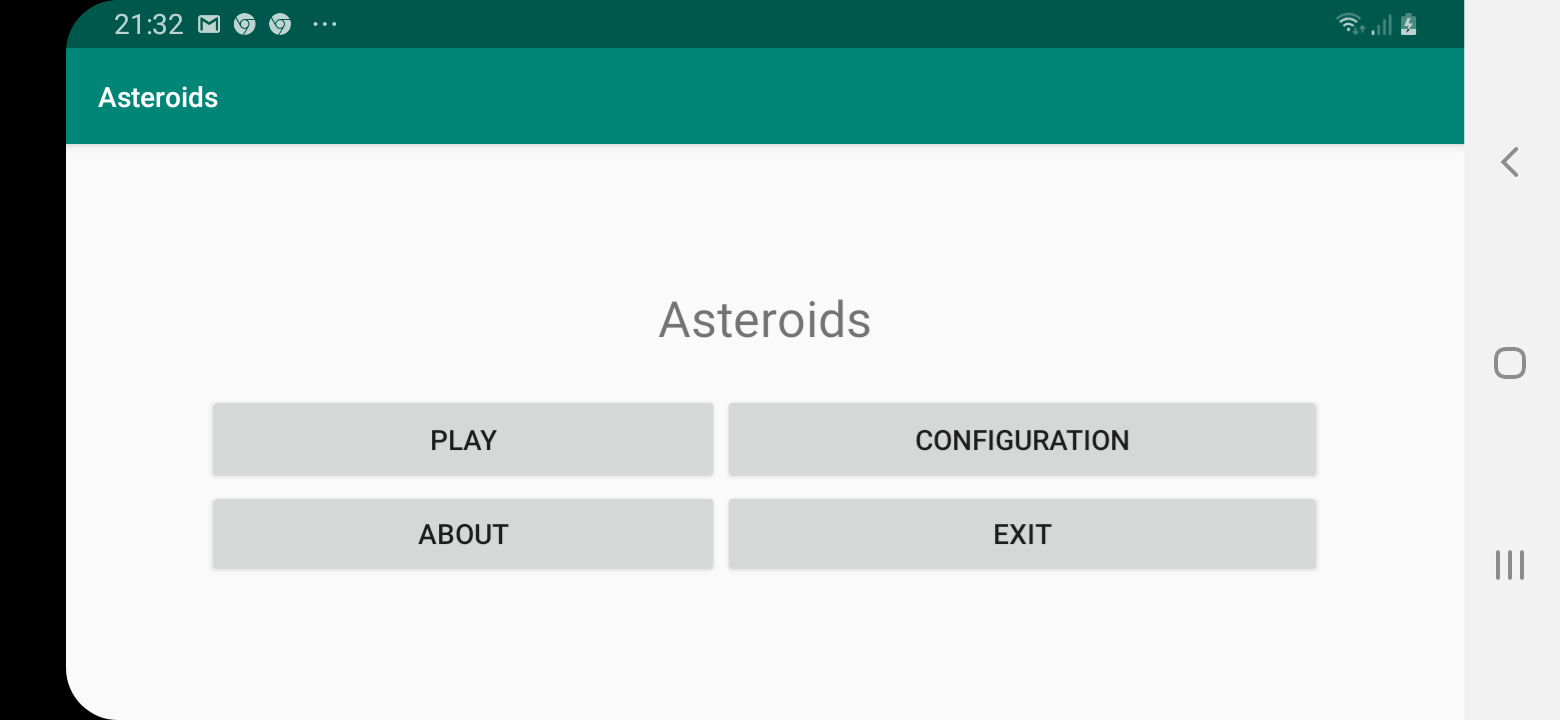 21:32
Asteroids
Asteroids
PLAY CONFIGURATION
ABOUT EXIT